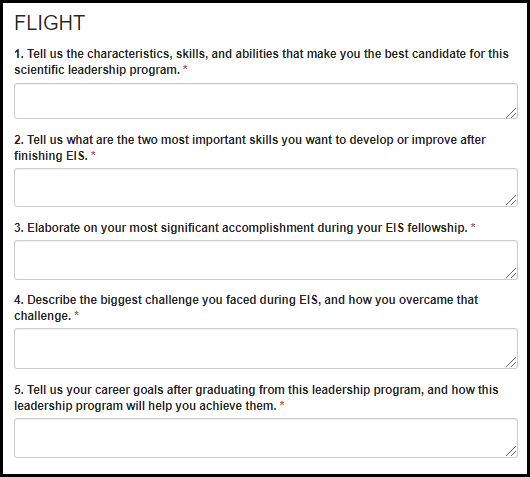 FLIGHT
1. Tell us the characteristics, skills, and abilities that make you the best candidate for this
scientific leadership program. *
2. Tell us what are the two most important skills you want to develop or improve after
finishing EIS. *
3. Elaborate on your most significant accomplishment during your EIS fellowship. *
4. Describe the biggest challenge you faced during EIS, and how you overcame that
challenge. *
5. Tell us your career goals after graduating from this leadership program, and how this
leadership program will help you achieve them. *